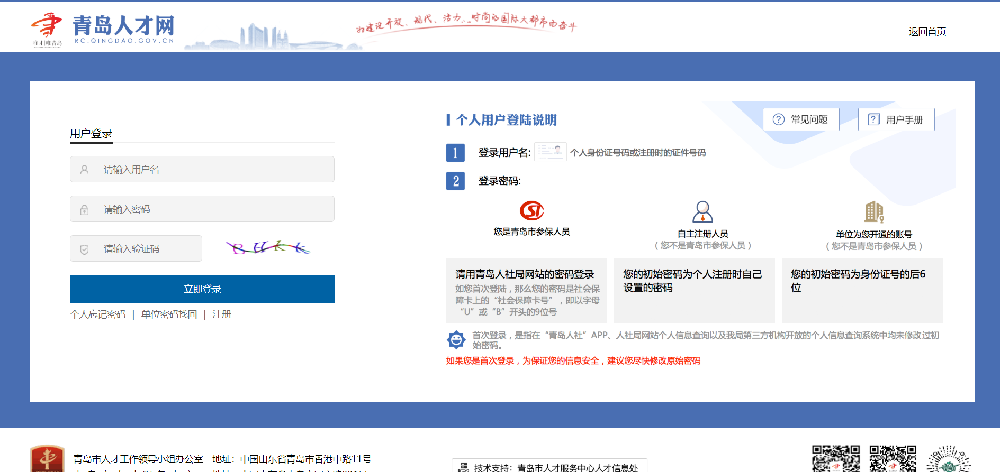 青岛人才网
RC.QINGDAO.GOV.CN
唯才|唯青岛
为建设开放、现代、活力、时尚的国际大都市而奋斗
返回首页
用户登录
请输入用户名
请输入密码
请输入验证码
BHKK
立即登录
个人忘记密码 | 单位密码找回 | 注册
个人用户登陆说明
常见问题
用户手册
1 登录用户名: 个人身份证号码或注册时的证件号码
2 登录密码:
您是青岛市参保人员
自主注册人员
（您不是青岛市参保人员）
单位为您开通的账号
（您不是青岛市参保人员）
请用青岛人社局网站的密码登录
如您首次登陆，那么您的密码是社会保
障卡上的“社会保障卡号”，即以字母
“U”或“B”开头的9位号
您的初始密码为个人注册时自己
设置的密码
您的初始密码为身份证号的后6
位
首次登录，是指在“青岛人社”APP、人社局网站个人信息查询以及我局第三方机构开放的个人信息查询系统中均未修改过初
始密码。
如果您是首次登录，为保证您的信息安全，建议您尽快修改原始密码
青岛市人才工作领导小组办公室 地址：中国山东省青岛市香港中路11号
技术支持：青岛市人才服务中心人才信息处